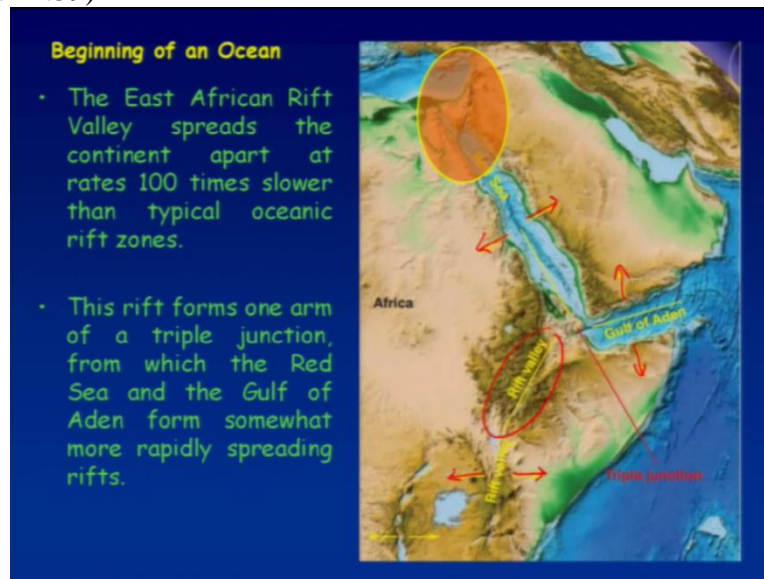 Beginning of an Ocean
• The East African Rift
Valley spreads the
continent apart at
rates 100 times slower
than typical oceanic
rift zones.
• This rift forms one arm
of a triple junction,
from which the Red
Sea and the Gulf of
Aden form somewhat
more rapidly spreading
rifts.
Sea
Africa
Gulf of Aden
Rift valley
Rift valley
Triple junction